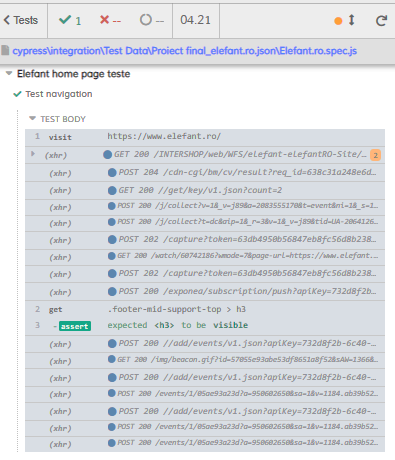 Tests 1 -- -- 04.21
cypress\integration\Test Data\Proiect final_elefant.ro.json\Elefant.ro.spec.js
Elefant home page teste
Test navigation
TEST BODY
1 visit https://www.elefant.ro/
(xhr) GET 200 /INTERSHOP/web/WFS/elefant-elefantRO-Site/… 2
(xhr) POST 204 /cdn-cgi/bm/cv/result?req_id=638c31a248e6d…
(xhr) GET 200 //get/key/v1.json?count=2
(xhr) POST 200 /j/collect?v=1&_v=j89&a=2083555170&t=event&ni=1&_s=1…
(xhr) POST 200 /j/collect?t=dc&aip=1&_r=3&v=1&_v=j89&tid=UA-2064126…
(xhr) POST 202 /capture?token=63db4950b56847eb8fc56d8b238…
(xhr) GET 200 /watch/60742186?wmode=7&page-url=https://www.elefant.…
(xhr) POST 202 /capture?token=63db4950b56847eb8fc56d8b238…
(xhr) POST 200 /exponea/subscription/push?apiKey=732d8f2b…
2 get .footer-mid-support-top > h3
3 -assert expected <h3> to be visible
(xhr) POST 200 //add/events/v1.json?apiKey=732d8f2b-6c40-…
(xhr) GET 200 /img/beacon.gif?id=57055e93abe53df8651a8f52&sAW=1366&…
(xhr) POST 200 //add/events/v1.json?apiKey=732d8f2b-6c40-…
(xhr) POST 200 /events/1/05ae93a23d?a=950602650&sa=1&v=1184.ab39b52…
(xhr) POST 200 //add/events/v1.json?apiKey=732d8f2b-6c40-…
(xhr) POST 200 /events/1/05ae93a23d?a=950602650&sa=1&v=1184.ab39b52…
(xhr) POST 200 /events/1/05ae93a23d?a=950602650&sa=1&v=1184.ab39b52…